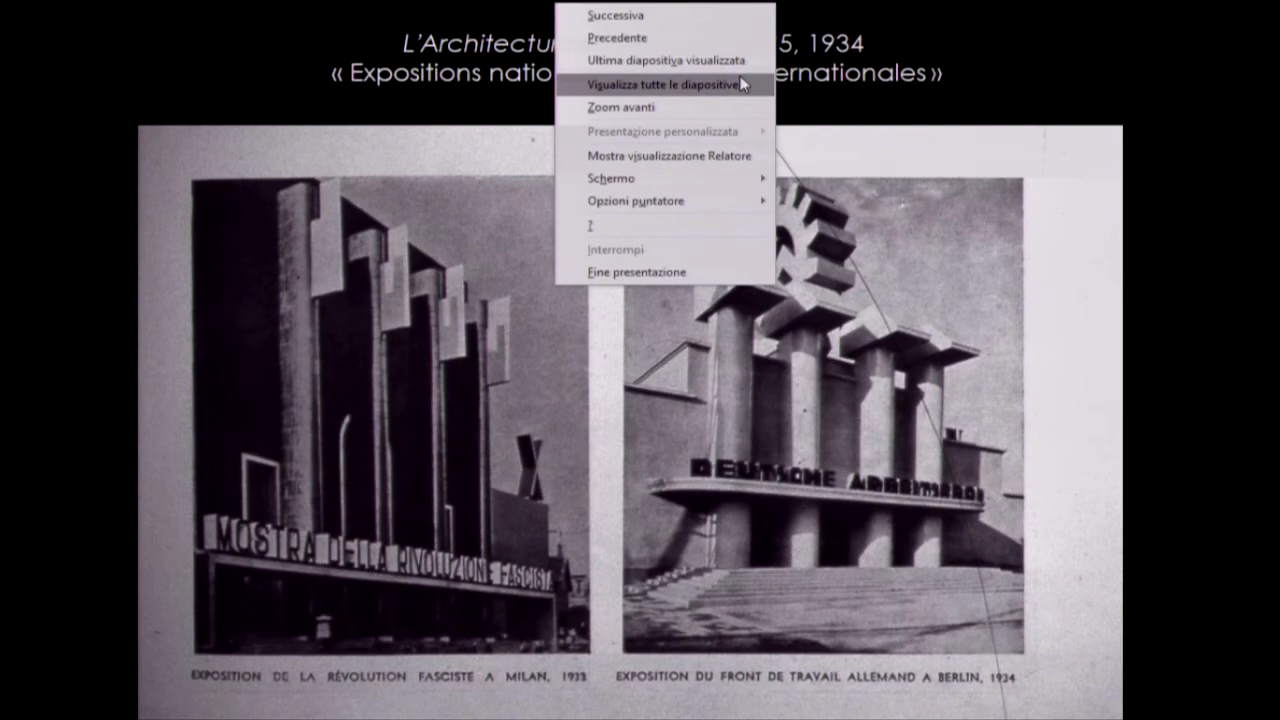 L'Architectu
5, 1934
« Expositions natio
ernationales »
Successiva
Precedente
Ultima diapositiva visualizzata
Visualizza tutte le diapositive
Zoom avanti
Presentazione personalizzata
Mostra visualizzazione Relatore
Schermo
Opzioni puntatore
?
Interrompi
Fine presentazione
MOSTRA DELLA RIVOLUZIONE FASCISTA
DEUTSCHE
EXPOSITION DE LA RÉVOLUTION FASCISTE A MILAN, 1933
EXPOSITION DU FRONT DE TRAVAIL ALLEMAND A BERLIN, 1934